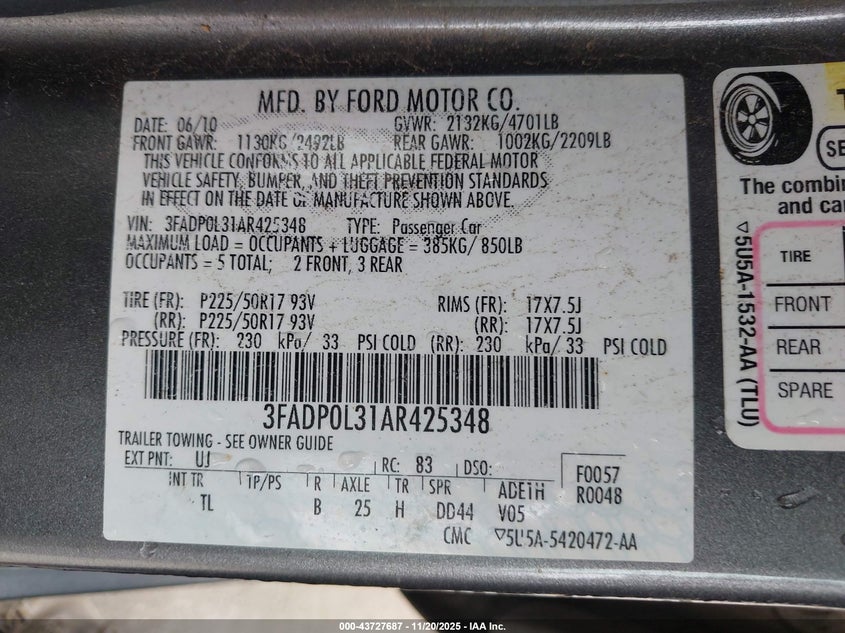 MFD. BY FORD MOTOR CO.
DATE: 06/10 GVWR: 2132KG/4701LB
FRONT GAWR: 1130KG/2492LB REAR GAWR: 1002KG/2209LB
THIS VEHICLE CONFORMS TO ALL APPLICABLE FEDERAL MOTOR
VEHICLE SAFETY, BUMPER, AND THEFT PREVENTION STANDARDS
IN EFFECT ON THE DATE OF MANUFACTURE SHOWN ABOVE.
VIN: 3FADP0L31AR425348 TYPE: Passenger Car
MAXIMUM LOAD = OCCUPANTS + LUGGAGE = 385KG/ 850LB
OCCUPANTS = 5 TOTAL; 2 FRONT, 3 REAR
TIRE (FR): P225/50R17 93V RIMS (FR): 17X7.5J
(RR): P225/50R17 93V (RR): 17X7.5J
PRESSURE (FR): 230 kPa/ 33 PSI COLD (RR): 230 kPa/ 33 PSI COLD
3FADP0L31AR425348
TRAILER TOWING - SEE OWNER GUIDE
EXT PNT: UJ RC: 83 DSO: F0057
INT TR TP/PS R AXLE TR SPR ADE1H R0048
TL B 25 H DD44 V05
CMC ▽5U5A-5420472-AA
T
SE
The combin
and ca
▽5U5A-1532-AA (TLU)
TIRE
FRONT
REAR
SPARE
000-43727687 - 11/20/2025 - IAA Inc.